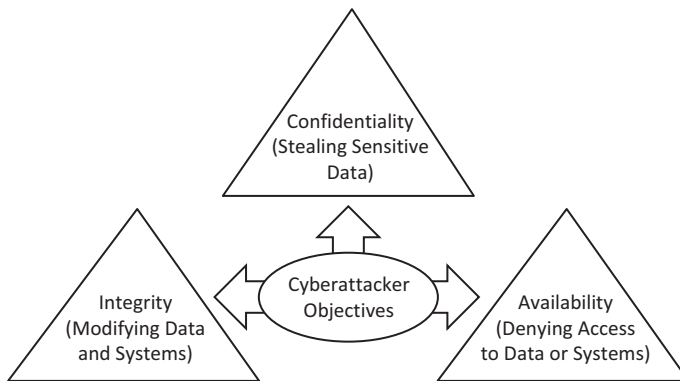 Confidentiality
(Stealing Sensitive
Data)
Cyberattacker
Objectives
Integrity
(Modifying Data
and Systems)
Availability
(Denying Access
to Data or Systems)